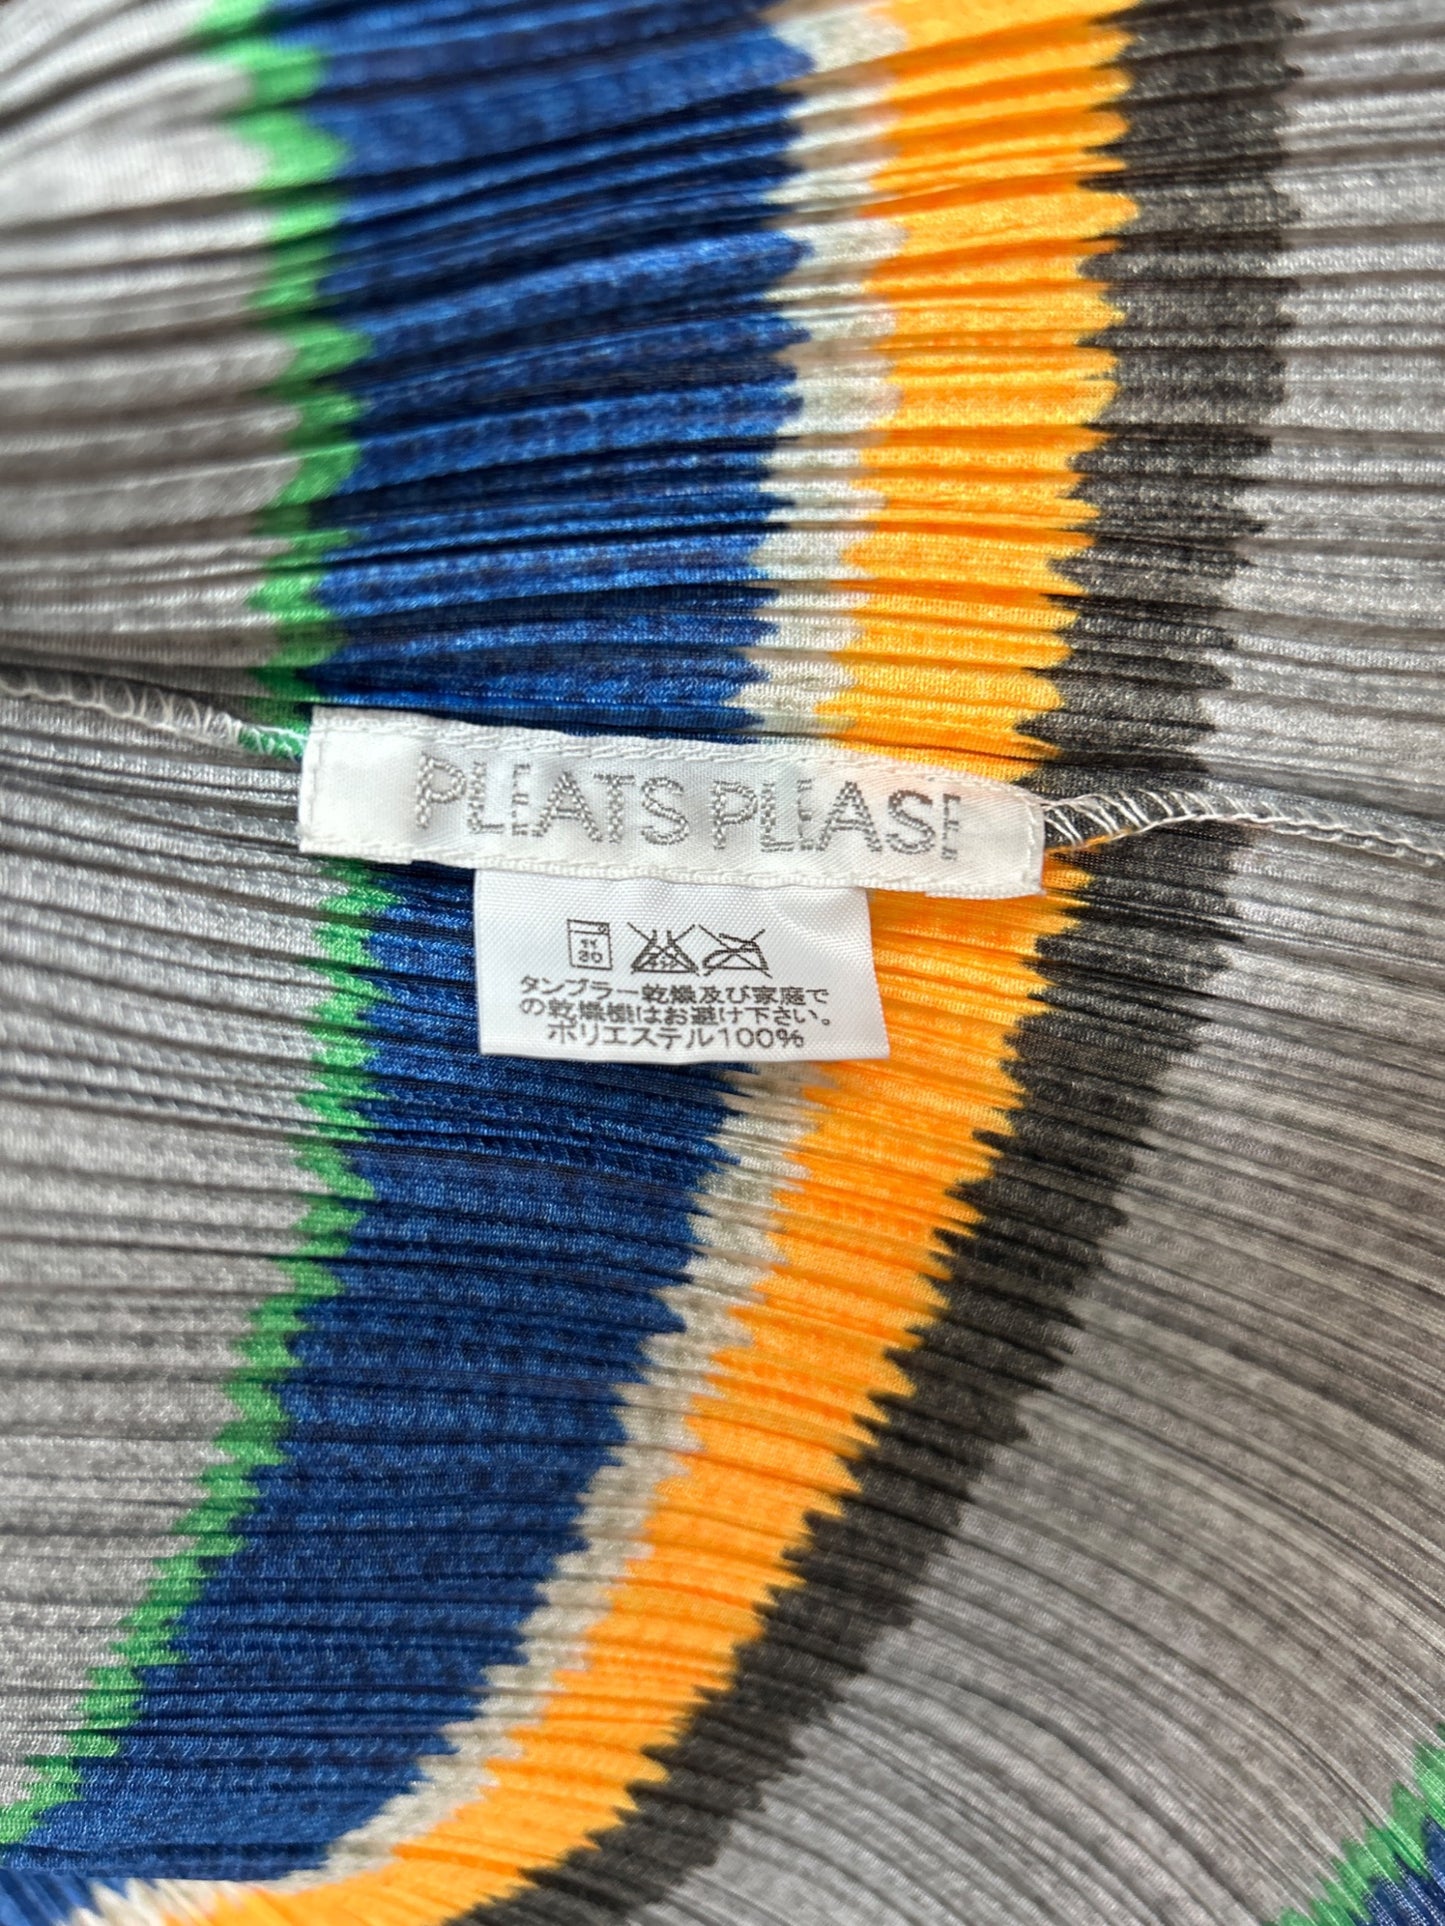 PLEATS PLEASE
タンブラー乾燥及び家庭で
の乾燥機はお避け下さい。
ポリエステル100%